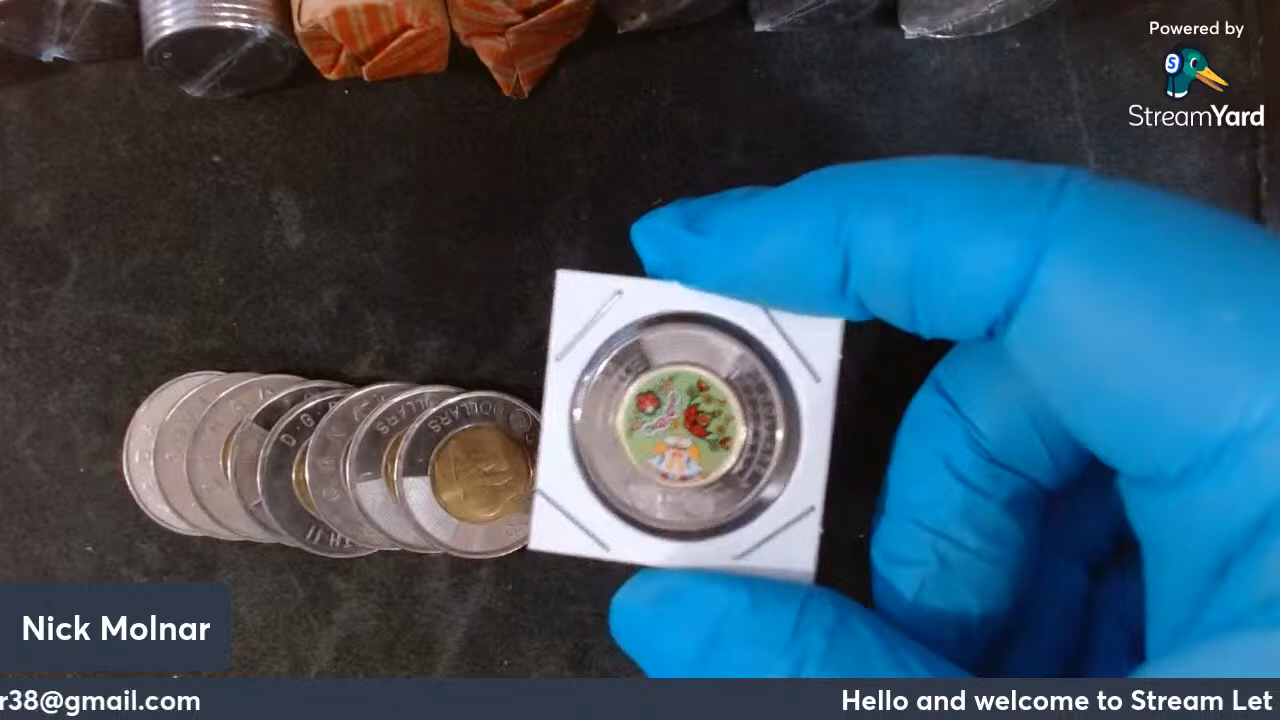 Powered by
StreamYard
DOLLARS
Nick Molnar
r38@gmail.com
Hello and welcome to Stream Let